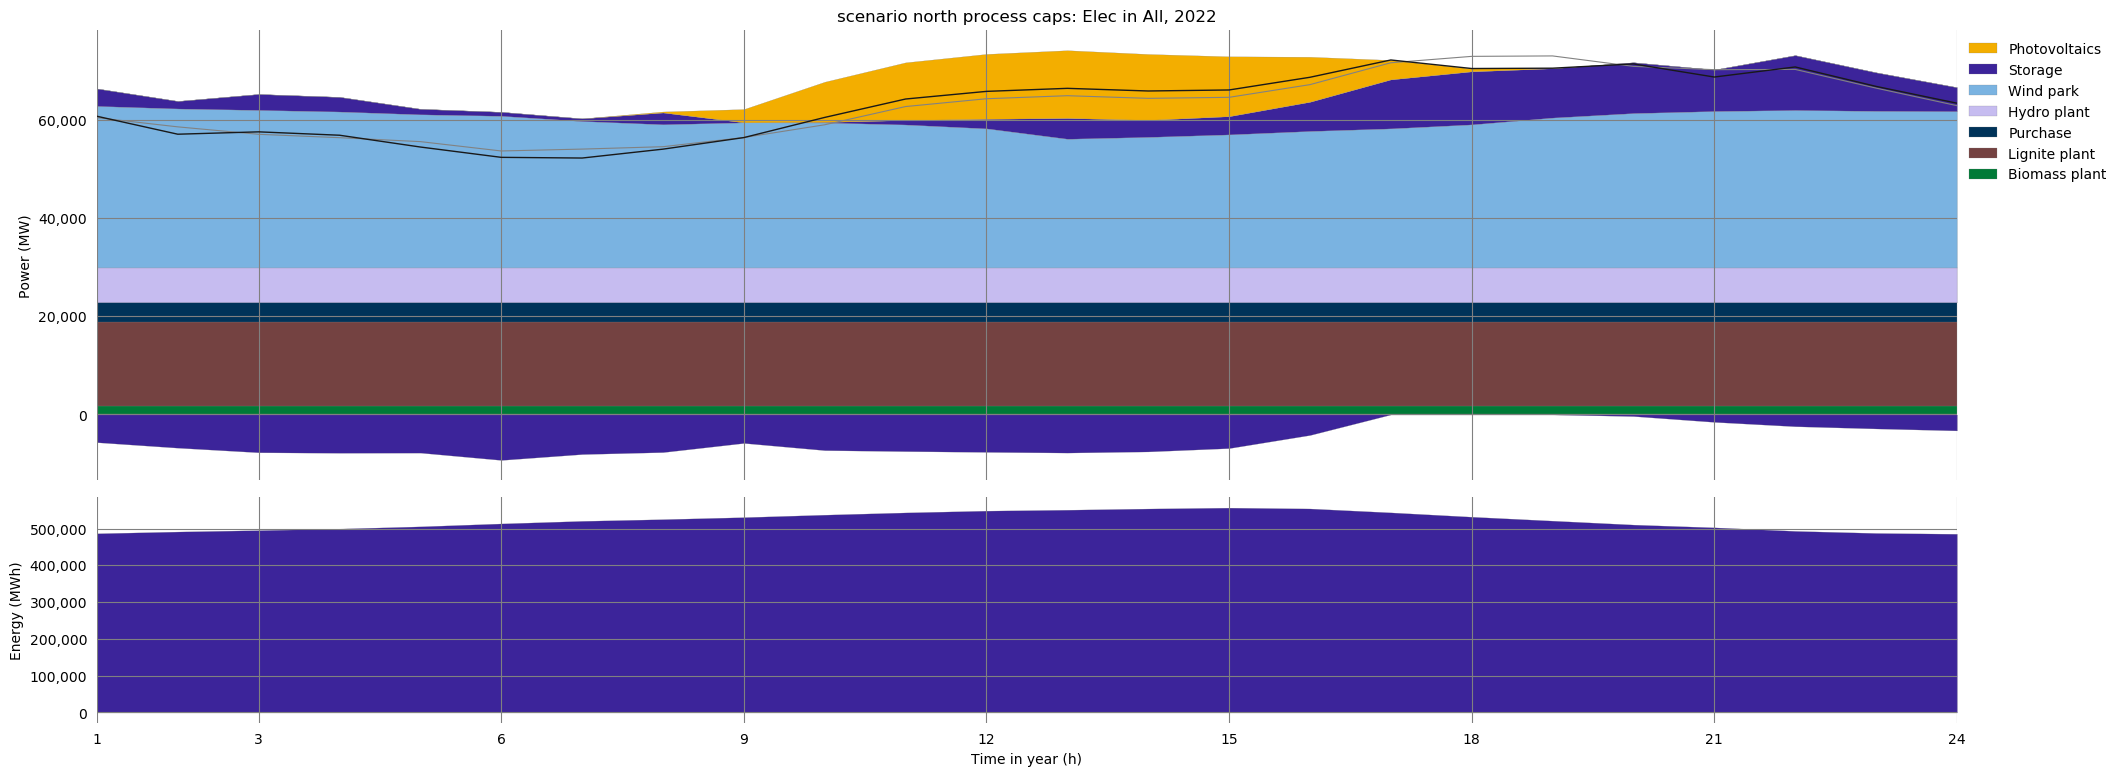 scenario north process caps: Elec in All, 2022
Photovoltaics
Storage
Wind park
Hydro plant
Purchase
Lignite plant
Biomass plant
Power (MW)
60,000
40,000
20,000
0
Energy (MWh)
500,000
400,000
300,000
200,000
100,000
0
1 3 6 9 12 15 18 21 24
Time in year (h)